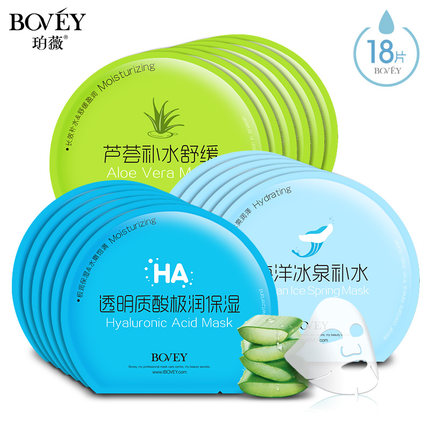 BOVEY
珀薇®
18片
BOVEY
Moisturizing
芦荟补水舒缓
Aloe Vera M
Hydrating
洋冰泉补水
an Ice Spring Mask
Moisturizing
HA
透明质酸极润保湿
Hyaluronic Acid Mask
BOVEY